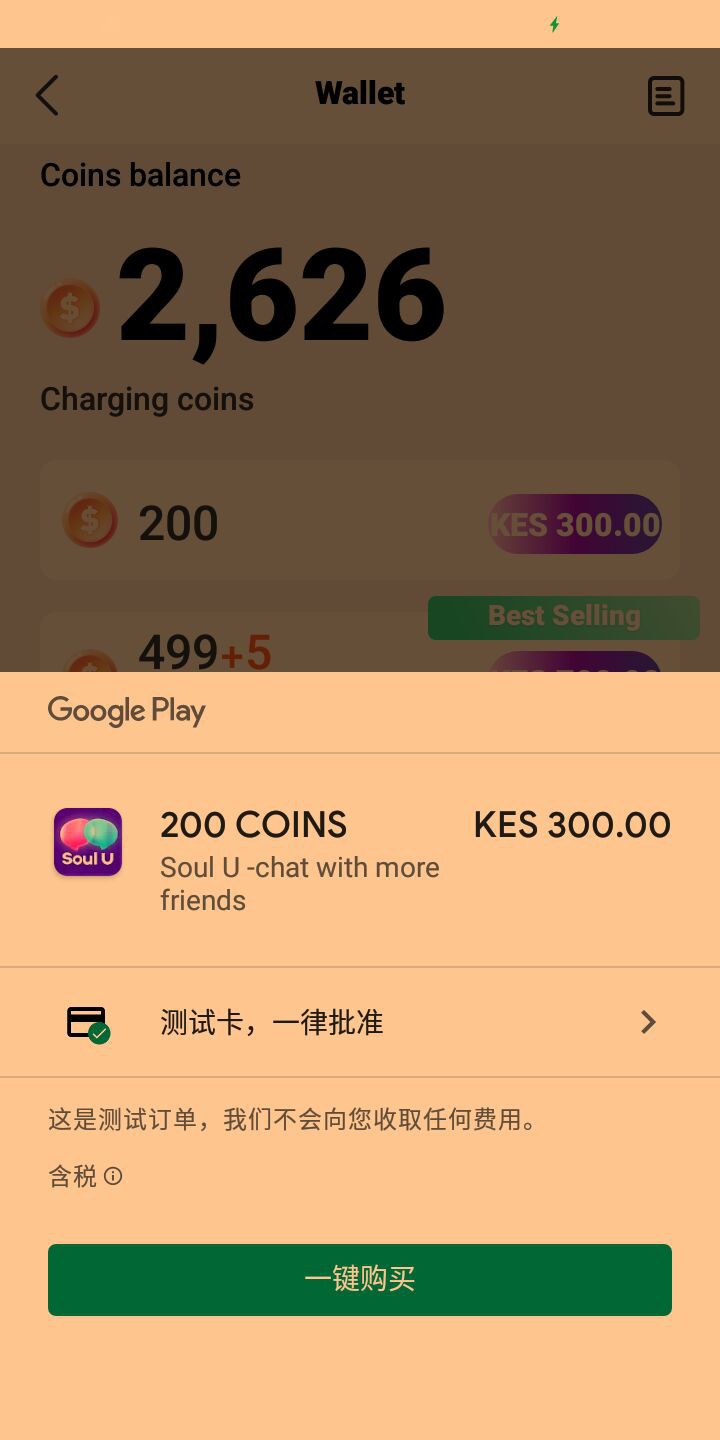 Wallet
Coins balance
2,626
Charging coins
200
KES 300.00
Best Selling
499+5
Google Play
200 COINS
KES 300.00
Soul U
Soul U -chat with more
friends
测试卡，一律批准
这是测试订单，我们不会向您收取任何费用。
含税
一键购买